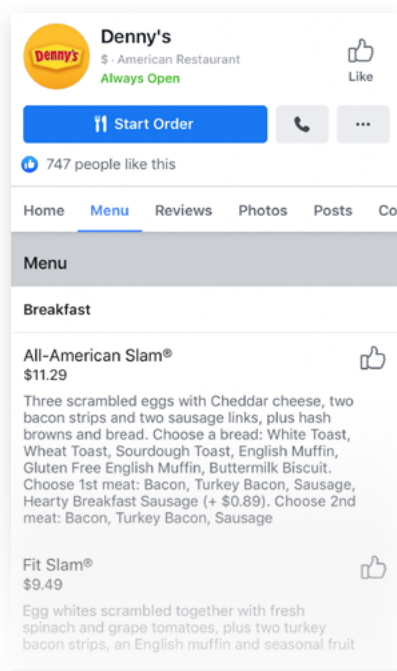 Denny's
Denny's
$ · American Restaurant
Always Open
Like
Start Order
747 people like this
Home Menu Reviews Photos Posts Co
Menu
Breakfast
All-American Slam®
$11.29
Three scrambled eggs with Cheddar cheese, two
bacon strips and two sausage links, plus hash
browns and bread. Choose a bread: White Toast,
Wheat Toast, Sourdough Toast, English Muffin,
Gluten Free English Muffin, Buttermilk Biscuit.
Choose 1st meat: Bacon, Turkey Bacon, Sausage,
Hearty Breakfast Sausage (+ $0.89). Choose 2nd
meat: Bacon, Turkey Bacon, Sausage
Fit Slam®
$9.49
Egg whites scrambled together with fresh
spinach and grape tomatoes, plus two turkey
bacon strips, an English muffin and seasonal fruit